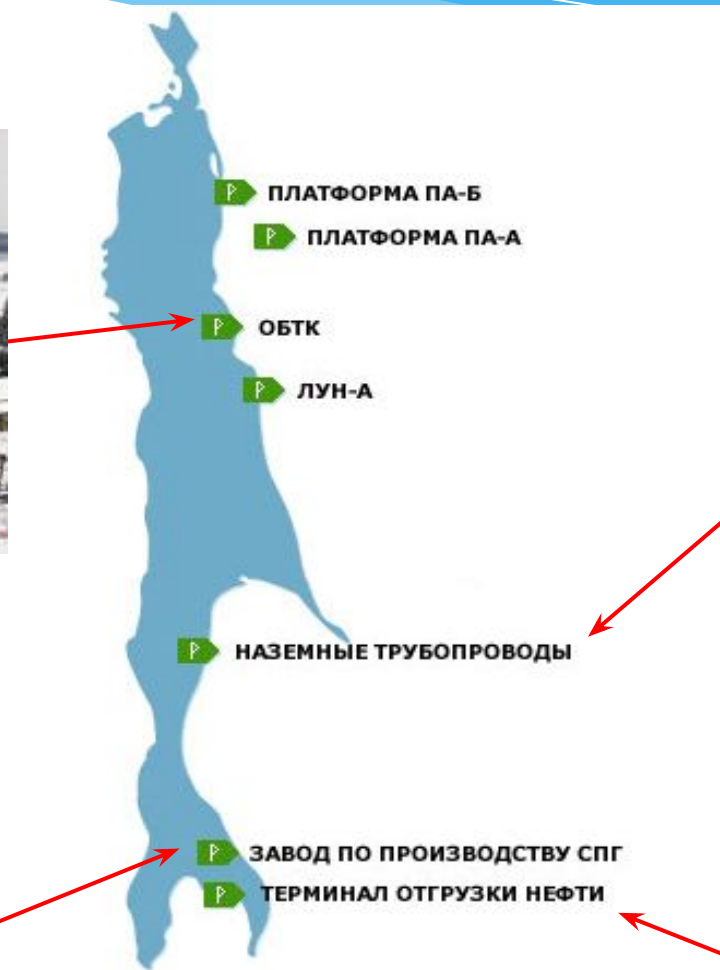 ПЛАТФОРМА ПА-Б
ПЛАТФОРМА ПА-А
ОБТК
ЛУН-А
НАЗЕМНЫЕ ТРУБОПРОВОДЫ
ЗАВОД ПО ПРОИЗВОДСТВУ СПГ
ТЕРМИНАЛ ОТГРУЗКИ НЕФТИ